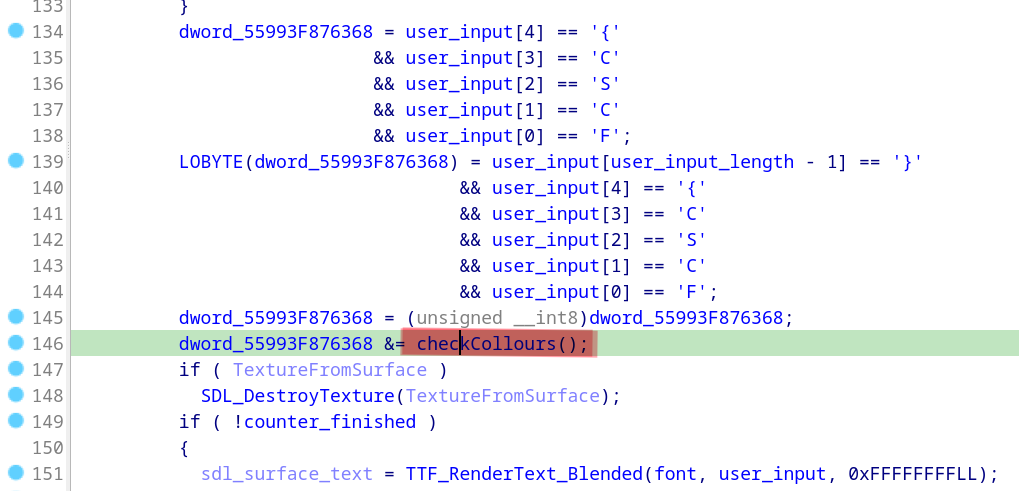 133 }
134 dword_55993F876368 = user_input[4] == '{'
135 && user_input[3] == 'C'
136 && user_input[2] == 'S'
137 && user_input[1] == 'C'
138 && user_input[0] == 'F';
139 LOBYTE(dword_55993F876368) = user_input[user_input_length - 1] == '}'
140 && user_input[4] == '{'
141 && user_input[3] == 'C'
142 && user_input[2] == 'S'
143 && user_input[1] == 'C'
144 && user_input[0] == 'F';
145 dword_55993F876368 = (unsigned __int8)dword_55993F876368;
146 dword_55993F876368 &= checkCollours();
147 if ( TextureFromSurface )
148 SDL_DestroyTexture(TextureFromSurface);
149 if ( !counter_finished )
150 {
151 sdl_surface_text = TTF_RenderText_Blended(font, user_input, 0xFFFFFFFFLL);